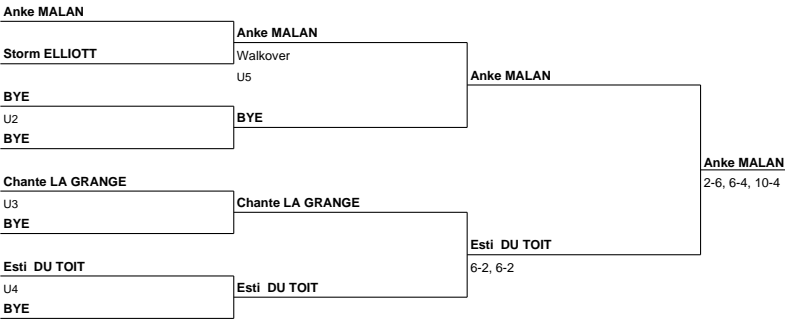 Anke MALAN
Storm ELLIOTT
BYE
U2
BYE
Chante LA GRANGE
U3
BYE
Esti DU TOIT
U4
BYE
Anke MALAN
Walkover
U5
BYE
Chante LA GRANGE
Esti DU TOIT
Anke MALAN
Esti DU TOIT
6-2, 6-2
Anke MALAN
2-6, 6-4, 10-4